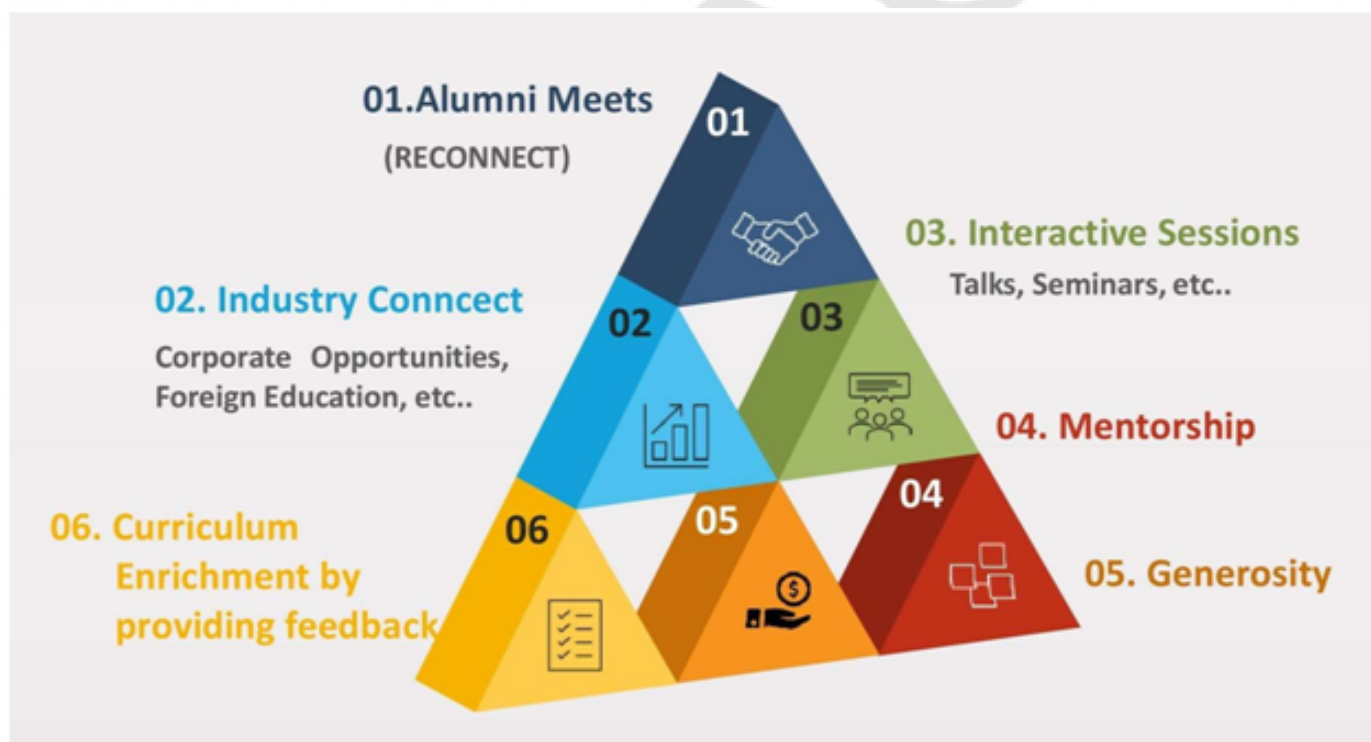 01.Alumni Meets
(RECONNECT)
01
03. Interactive Sessions
Talks, Seminars, etc..
02. Industry Conncect
Corporate Opportunities,
Foreign Education, etc..
02
03
04. Mentorship
06. Curriculum
Enrichment by
providing feedback
06
05
04
05. Generosity
$